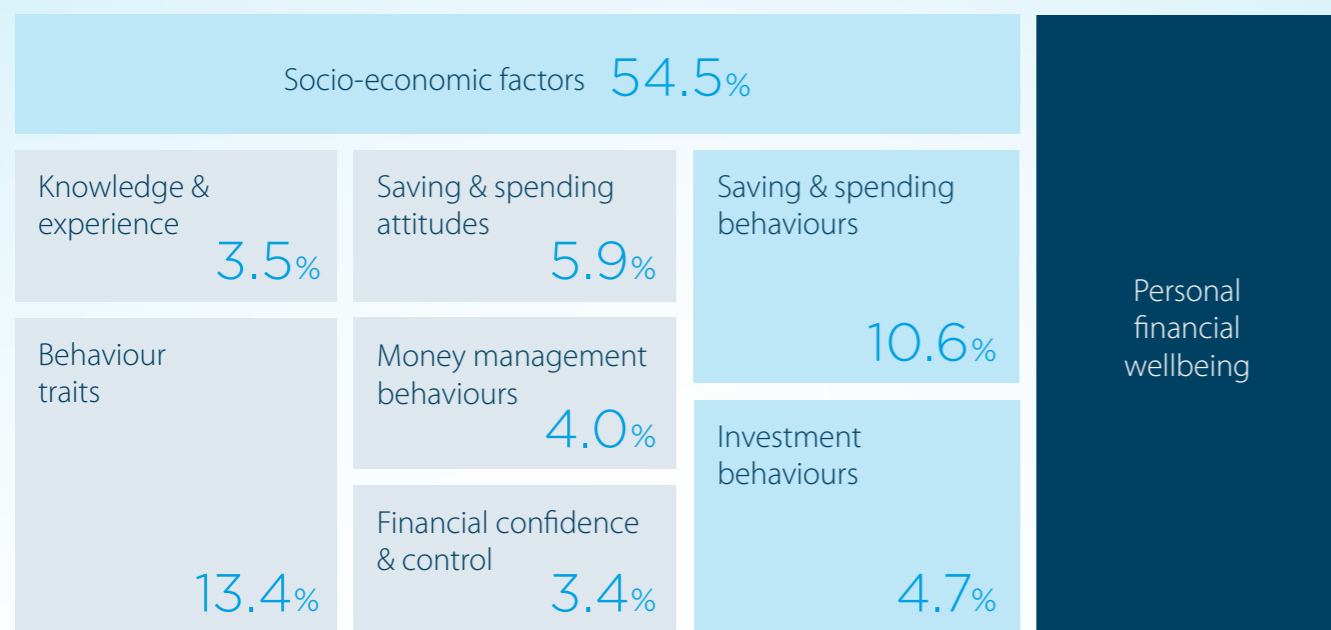 Socio-economic factors 54.5%
Knowledge &
experience
3.5%
Saving & spending
attitudes
5.9%
Saving & spending
behaviours
10.6%
Behaviour
traits
13.4%
Money management
behaviours
4.0%
Financial confidence
& control
3.4%
Investment
behaviours
4.7%
Personal
financial
wellbeing